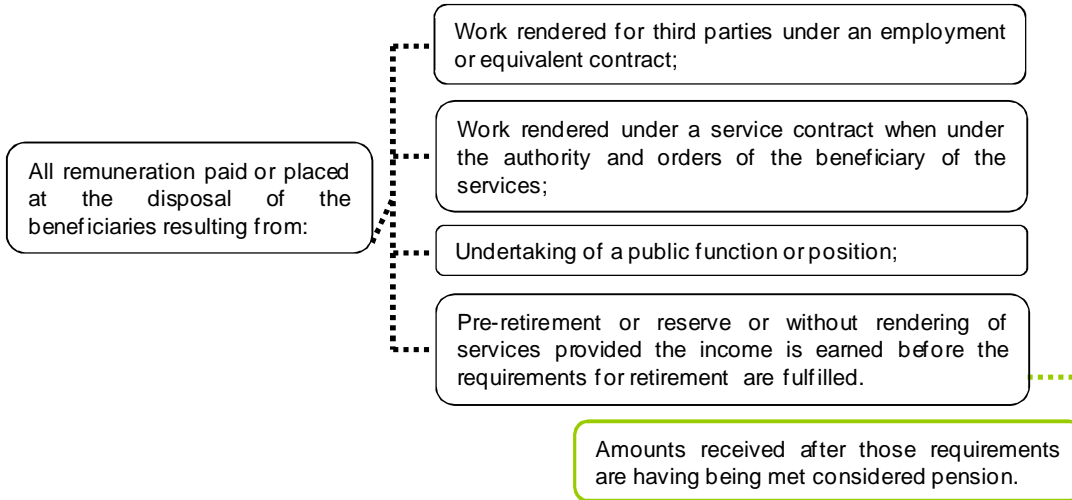 Work rendered for third parties under an employment
or equivalent contract;
Work rendered under a service contract when under
the authority and orders of the beneficiary of the
services;
All remuneration paid or placed
at the disposal of the
beneficiaries resulting from:
Undertaking of a public function or position;
Pre-retirement or reserve or without rendering of
services provided the income is earned before the
requirements for retirement are fulfilled.
Amounts received after those requirements
are having being met considered pension.